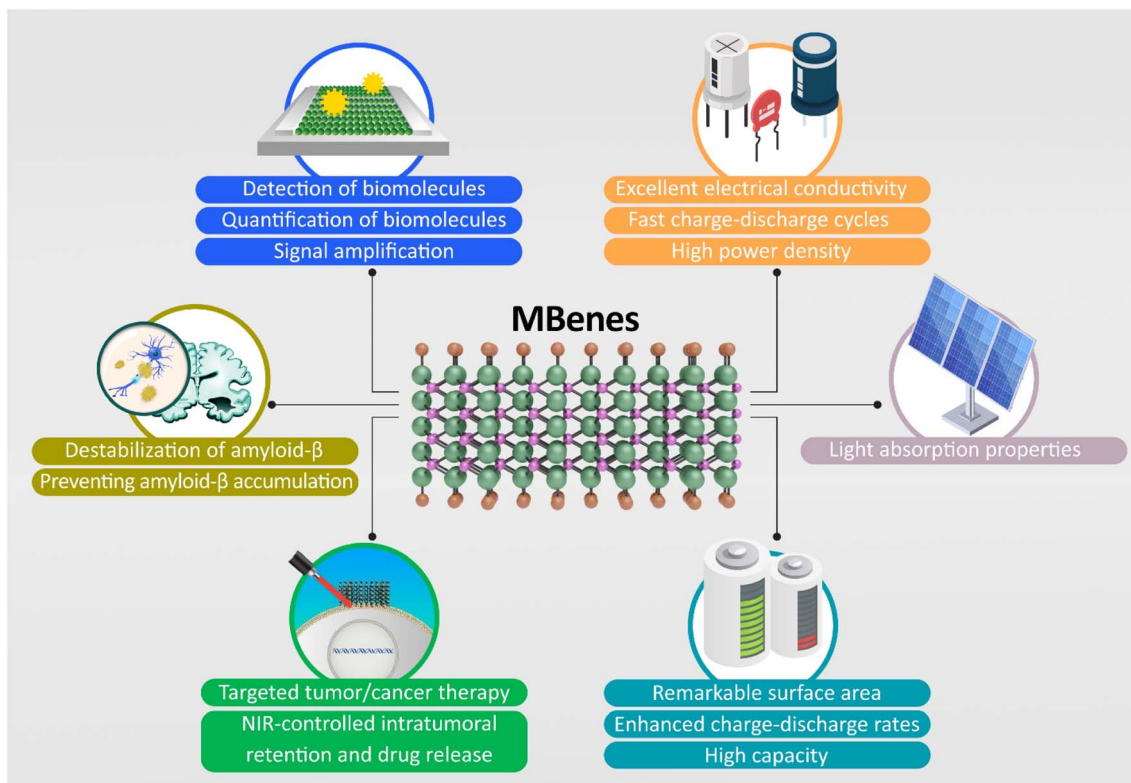 Detection of biomolecules
Quantification of biomolecules
Signal amplification
Excellent electrical conductivity
Fast charge-discharge cycles
High power density
MBenes
Destabilization of amyloid-β
Preventing amyloid-β accumulation
Light absorption properties
Targeted tumor/cancer therapy
NIR-controlled intratumoral
retention and drug release
Remarkable surface area
Enhanced charge-discharge rates
High capacity